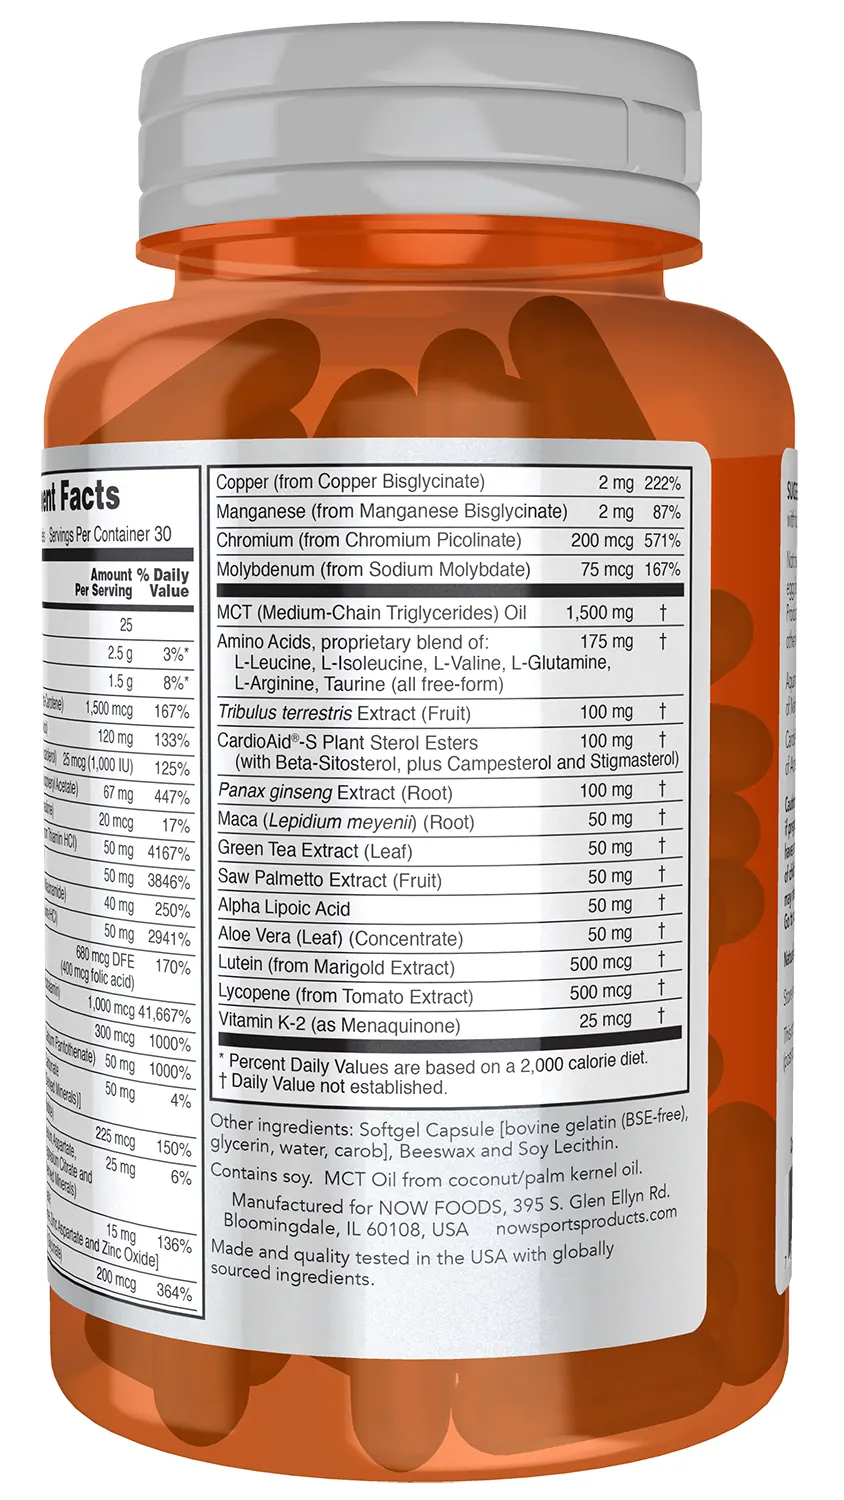 ent Facts
Servings Per Container 30
Amount % Daily
Per Serving Value
25
2.5 g 3%*
1.5 g 8%*
1,500 mcg 167%
120 mg 133%
25 mcg (1,000 IU) 125%
67 mg 447%
20 mcg 17%
50 mg 4167%
50 mg 3846%
40 mg 250%
50 mg 2941%
680 mcg DFE
(400 mcg folic acid) 170%
1,000 mcg 41,667%
300 mcg 1000%
Pantothenate) 50 mg 1000%
50 mg 4%
Minerals)]
225 mcg 150%
Aspartate,
25 mg 6%
Citrate and
Minerals)
15 mg 136%
Aspartate and Zinc Oxide]
200 mcg 364%
Copper (from Copper Bisglycinate) 2 mg 222%
Manganese (from Manganese Bisglycinate) 2 mg 87%
Chromium (from Chromium Picolinate) 200 mcg 571%
Molybdenum (from Sodium Molybdate) 75 mcg 167%
MCT (Medium-Chain Triglycerides) Oil 1,500 mg †
Amino Acids, proprietary blend of: 175 mg †
L-Leucine, L-Isoleucine, L-Valine, L-Glutamine,
L-Arginine, Taurine (all free-form)
Tribulus terrestris Extract (Fruit) 100 mg †
CardioAid®-S Plant Sterol Esters 100 mg †
(with Beta-Sitosterol, plus Campesterol and Stigmasterol)
Panax ginseng Extract (Root) 100 mg †
Maca (Lepidium meyenii) (Root) 50 mg †
Green Tea Extract (Leaf) 50 mg †
Saw Palmetto Extract (Fruit) 50 mg †
Alpha Lipoic Acid 50 mg †
Aloe Vera (Leaf) (Concentrate) 50 mg †
Lutein (from Marigold Extract) 500 mcg †
Lycopene (from Tomato Extract) 500 mcg †
Vitamin K-2 (as Menaquinone) 25 mcg †
* Percent Daily Values are based on a 2,000 calorie diet.
† Daily Value not established.
Other ingredients: Softgel Capsule [bovine gelatin (BSE-free),
glycerin, water, carob], Beeswax and Soy Lecithin.
Contains soy. MCT Oil from coconut/palm kernel oil.
Manufactured for NOW FOODS, 395 S. Glen Ellyn Rd.
Bloomingdale, IL 60108, USA nowsportsproducts.com
Made and quality tested in the USA with globally
sourced ingredients.